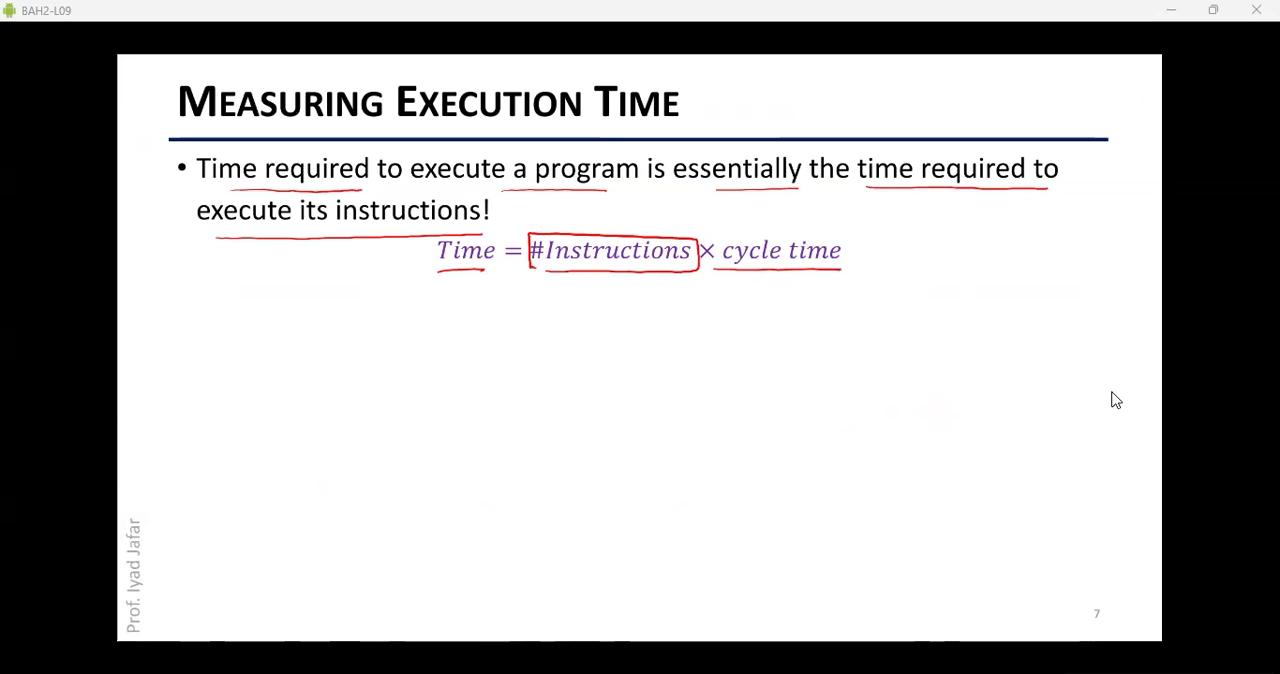 BAH2-L09
MEASURING EXECUTION TIME
• Time required to execute a program is essentially the time required to
execute its instructions!
Time = #Instructions × cycle time
Prof. Iyad Jafar
7